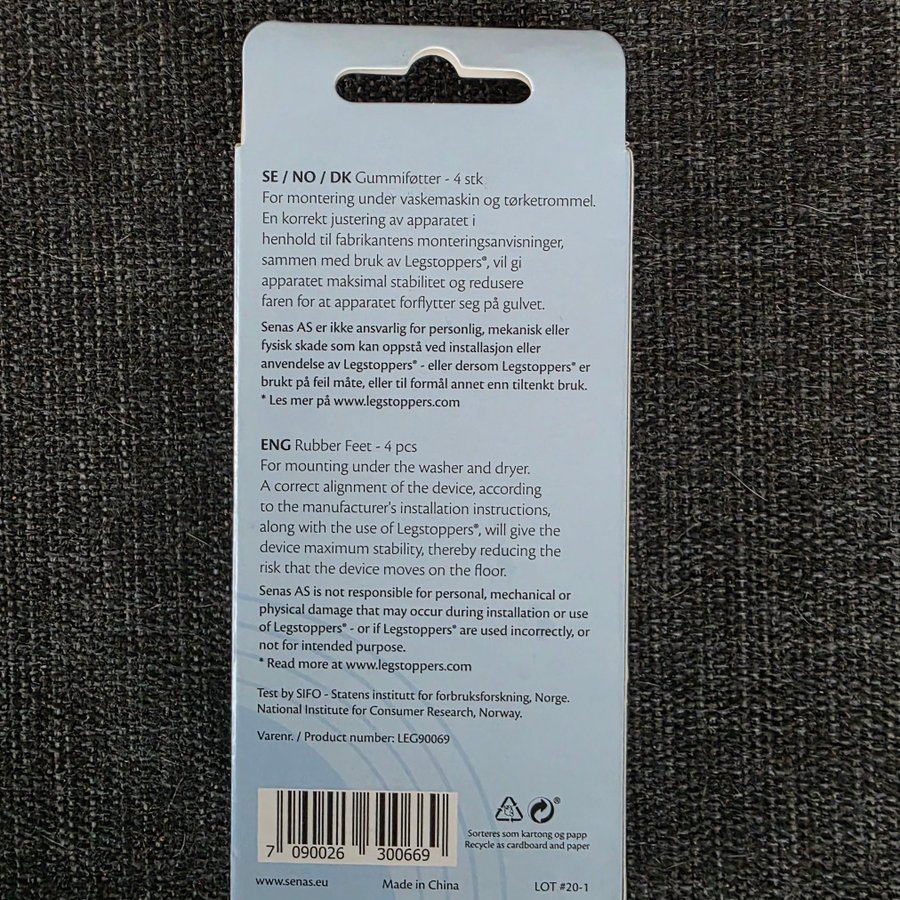 SE / NO / DK Gummiføtter - 4 stk
For montering under vaskemaskin og tørketrommel.
En korrekt justering av apparatet i
henhold til fabrikantens monteringsanvisninger,
sammen med bruk av Legstoppers®, vil gi
apparatet maksimal stabilitet og redusere
faren for at apparatet forflytter seg på gulvet.
Senas AS er ikke ansvarlig for personlig, mekanisk eller
fysisk skade som kan oppstå ved installasjon eller
anvendelse av Legstoppers® - eller dersom Legstoppers® er
brukt på feil måte, eller til formål annet enn tiltenkt bruk.
* Les mer på www.legstoppers.com
ENG Rubber Feet - 4 pcs
For mounting under the washer and dryer.
A correct alignment of the device, according
to the manufacturer's installation instructions,
along with the use of Legstoppers®, will give the
device maximum stability, thereby reducing the
risk that the device moves on the floor.
Senas AS is not responsible for personal, mechanical or
physical damage that may occur during installation or use
of Legstoppers® - or if Legstoppers® are used incorrectly, or
not for intended purpose.
* Read more at www.legstoppers.com
Test by SIFO - Statens institutt for forbruksforskning, Norge.
National Institute for Consumer Research, Norway.
Varenr. / Product number: LEG90069
7 090026 300669
®
Sorteres som kartong og papp
Recycle as cardboard and paper
www.senas.eu Made in China LOT #20-1